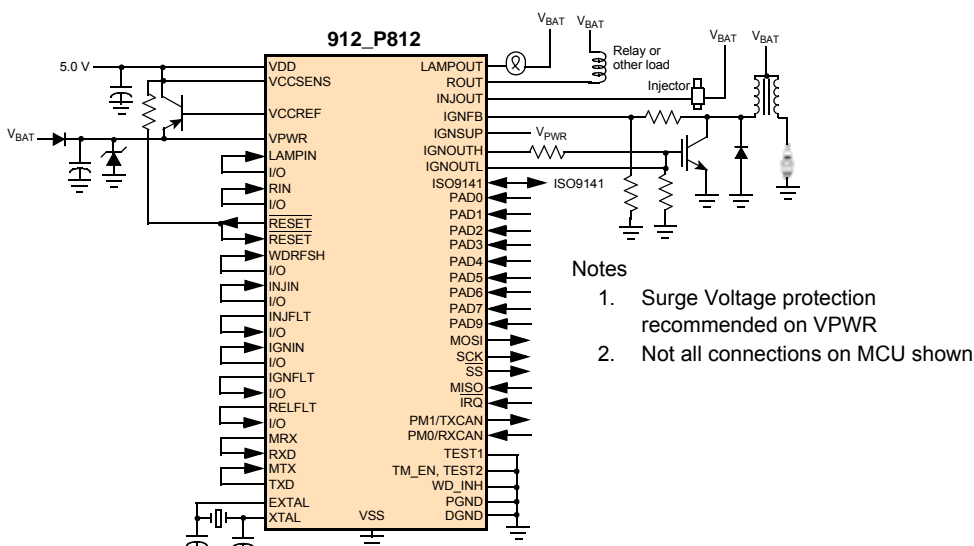 912_P812
VBAT
VBAT
VBAT
VBAT
5.0 V
VBAT
VDD
VCCSENS
VCCREF
VPWR
LAMPIN
I/O
RIN
I/O
RESET
RESET
WDRFSH
I/O
INJIN
I/O
INJFLT
I/O
IGNIN
I/O
IGNFLT
I/O
RELFLT
I/O
MRX
RXD
MTX
TXD
EXTAL
XTAL
VSS
LAMPOUT
ROUT
INJOUT
IGNFB
IGNSUP
IGNOUTH
IGNOUTL
ISO9141
PAD0
PAD1
PAD2
PAD3
PAD4
PAD5
PAD6
PAD7
PAD9
MOSI
SCK
SS
MISO
IRQ
PM1/TXCAN
PM0/RXCAN
TEST1
TM_EN, TEST2
WD_INH
PGND
DGND
Relay or
other load
Injector
VPWR
ISO9141
Notes
1. Surge Voltage protection
recommended on VPWR
2. Not all connections on MCU shown